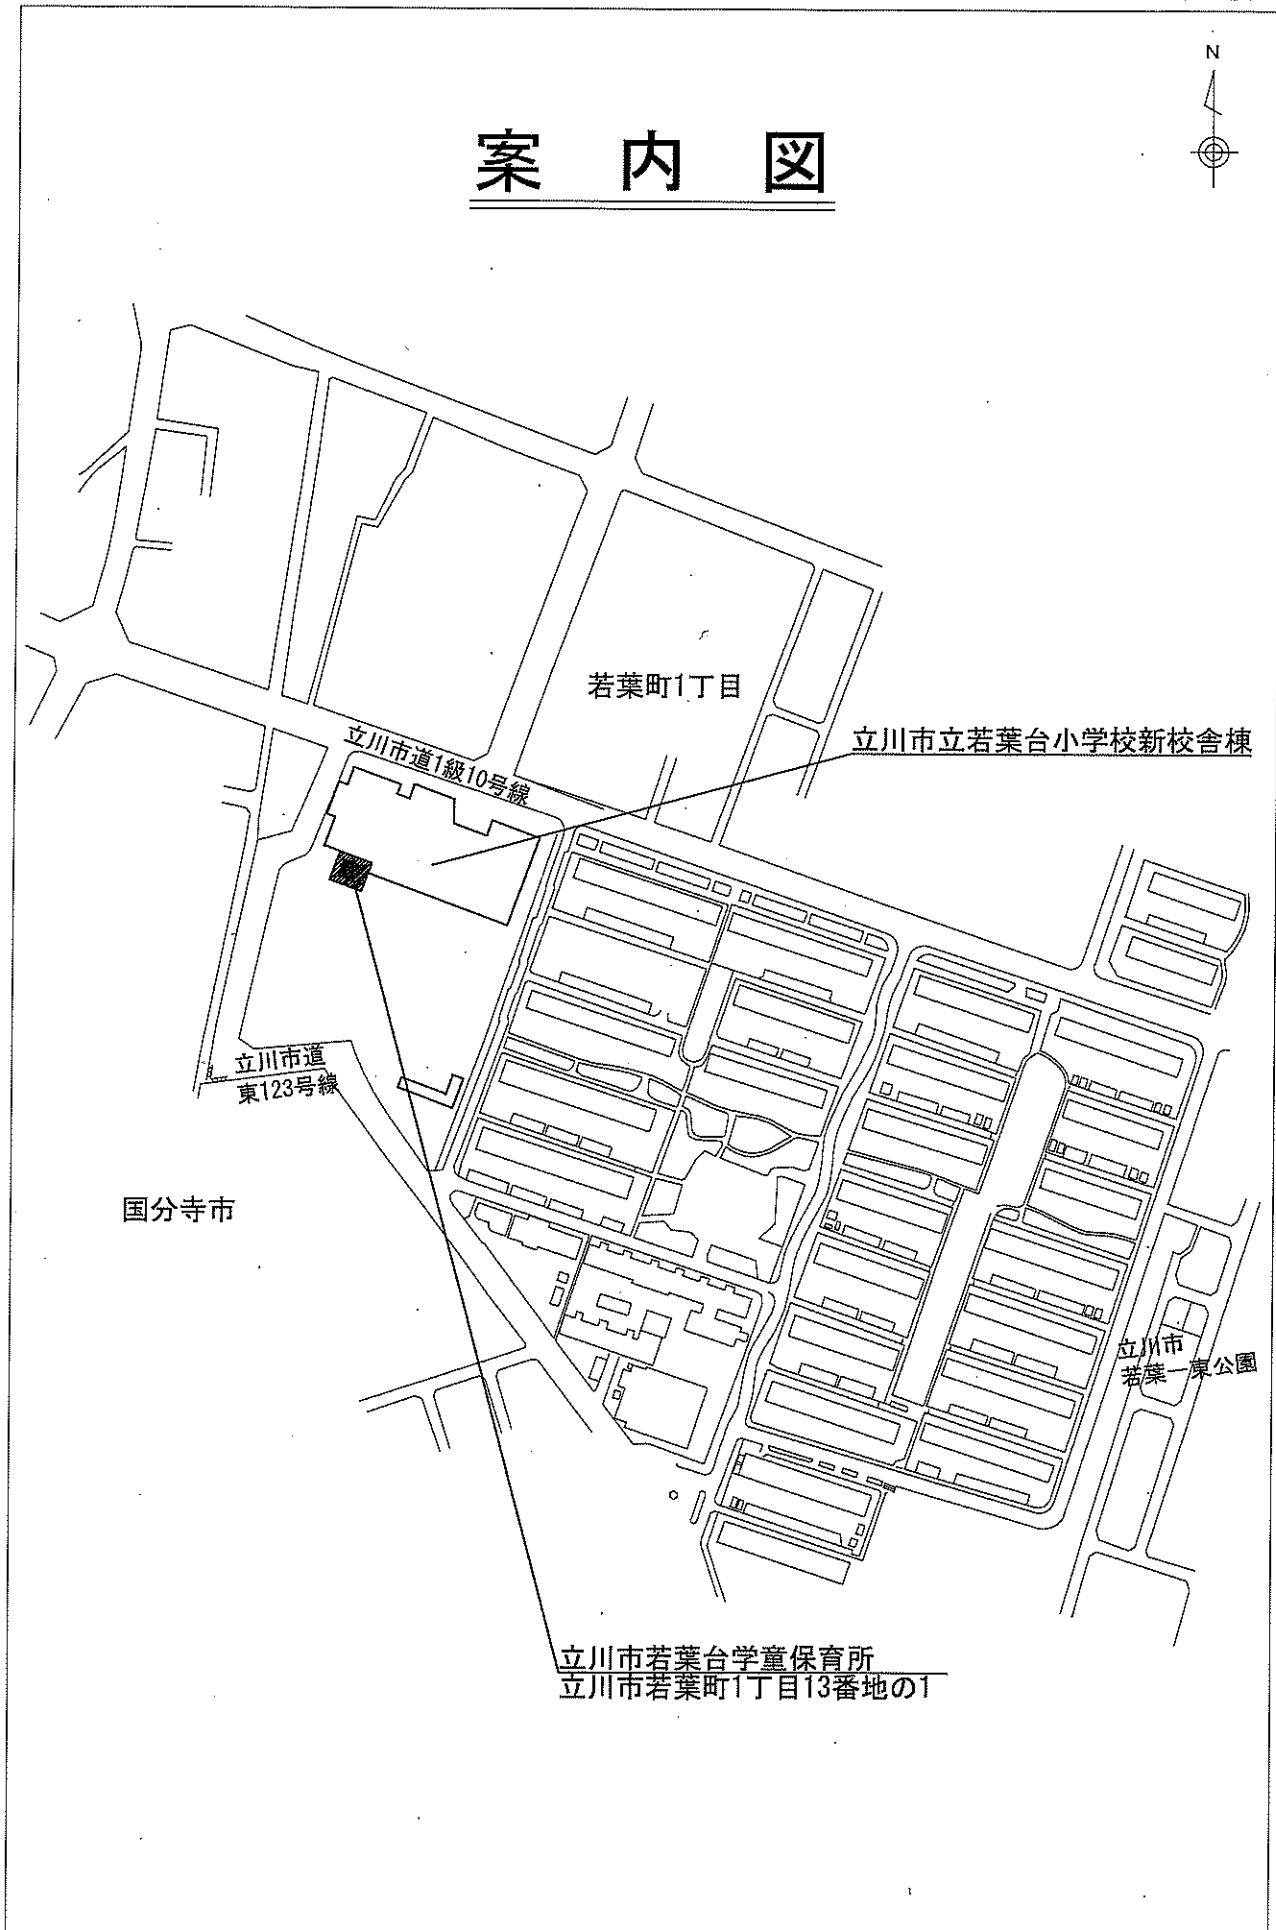 N
案内図
若葉町1丁目
立川市立若葉台小学校新校舎棟
立川市道1級10号線
立川市道
東123号線
国分寺市
立川市
若葉一東公園
立川市若葉台学童保育所
立川市若葉町1丁目13番地の1